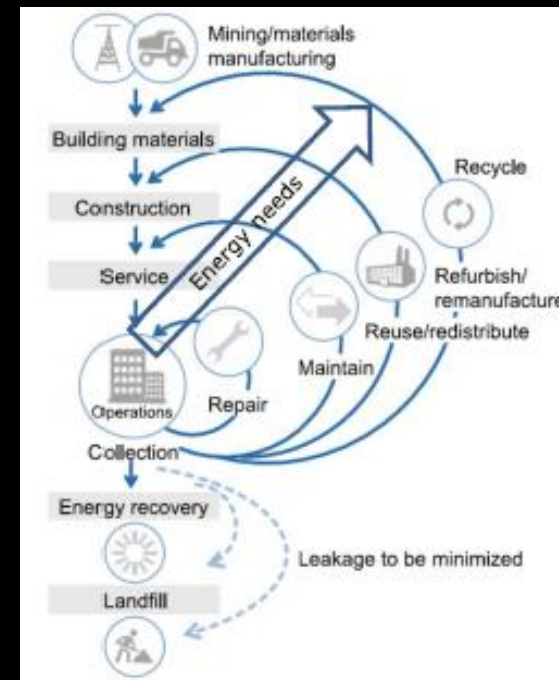 Mining/materials
manufacturing
Building materials
Recycle
Construction
Energy needs
Service
Refurbish/
remanufacture
Reuse/redistribute
Maintain
Repair
Operations
Collection
Energy recovery
Leakage to be minimized
Landfill